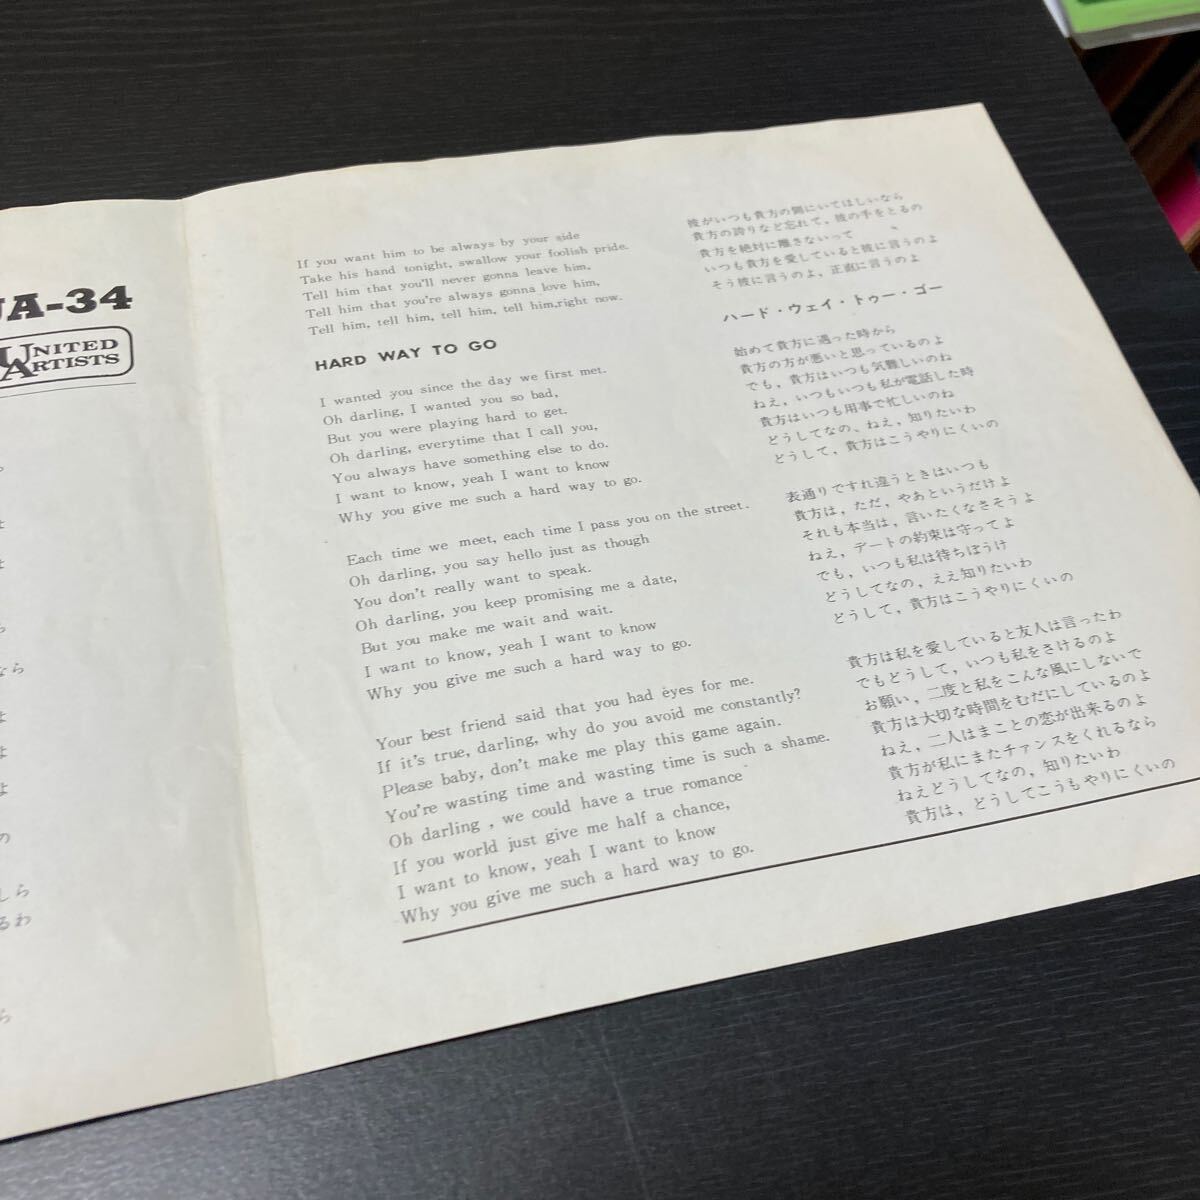 UA-34
UNITED
ARTISTS
なら
しら
るわ
If you want him to be always by your side
Take his hand tonight, swallow your foolish pride.
Tell him that you'll never gonna leave him,
Tell him that you're always gonna love him,
Tell him, tell him, tell him, tell him,right now.
HARD WAY TO GO
I wanted you since the day we first met.
Oh darling, I wanted you so bad,
But you were playing hard to get.
Oh darling, everytime that I call you,
You always have something else to do.
I want to know, yeah I want to know
Why you give me such a hard way to go.
Each time we meet, each time I pass you on the street.
Oh darling, you say hello just as though
You don't really want to speak.
Oh darling, you keep promising me a date,
But you make me wait and wait.
I want to know, yeah I want to know
Why you give me such a hard way to go.
Your best friend said that you had eyes for me.
If it's true, darling, why do you avoid me constantly?
Please baby, don't make me play this game again.
You're wasting time and wasting time is such a shame.
Oh darling , we could have a true romance
If you world just give me half a chance,
I want to know, yeah I want to know
Why you give me such a hard way to go.
彼がいつも貴方の側にいてほしいなら
貴方の誇りなど忘れて，彼の手をとるの
貴方を絶対に離さないって
いつも貴方を愛していると彼に言うのよ
そう彼に言うのよ，正直に言うのよ
ハード・ウェイ・トゥー・ゴー
始めて貴方に遇った時から
貴方の方が悪いと思っているのよ
でも，貴方はいつも気難しいのね
ねえ，いつもいつも私が電話した時
貴方はいつも用事で忙しいのね
どうしてなの、ねえ，知りたいわ
どうして，貴方はこうやりにくいの
表通りですれ違うときはいつも
貴方は，ただ，やあというだけよ
それも本当は，言いたくなさそうよ
ねえ，デートの約束は守ってよ
でも，いつも私は待ちぼうけ
どうしてなの，ええ知りたいわ
どうして，貴方はこうやりにくいの
貴方は私を愛していると友人は言ったわ
でもどうして，いつも私をさけるのよ
お願い，二度と私をこんな風にしないで
貴方は大切な時間をむだにしているのよ
ねえ，二人はまことの恋が出来るのよ
貴方が私にまたチァンスをくれるなら
ねえどうしてなの，知りたいわ
貴方は，どうしてこうもやりにくいの